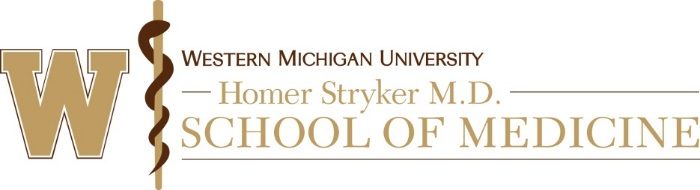 W
WESTERN MICHIGAN UNIVERSITY
Homer Stryker M.D.
SCHOOL OF MEDICINE